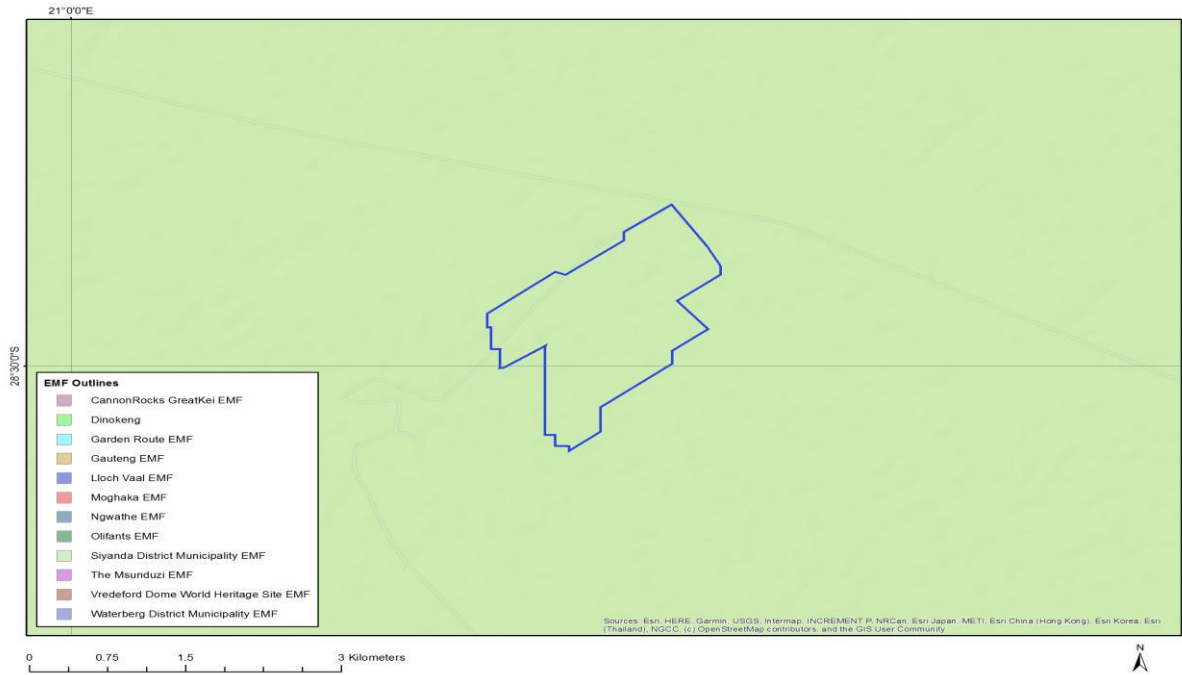 21°0'0"E
28°30'0"S
EMF Outlines
CannonRocks GreatKei EMF
Dinokeng
Garden Route EMF
Gauteng EMF
Lloch Vaal EMF
Moghaka EMF
Ngwathe EMF
Olifants EMF
Siyanda District Municipality EMF
The Msunduzi EMF
Vredeford Dome World Heritage Site EMF
Waterberg District Municipality EMF
Sources: Esri, HERE, Garmin, USGS, Intermap, INCREMENT P, NRCan, Esri Japan, METI, Esri China (Hong Kong), Esri Korea, Esri
(Thailand), NGCC, (c) OpenStreetMap contributors, and the GIS User Community
0 0.75 1.5 3 Kilometers
N